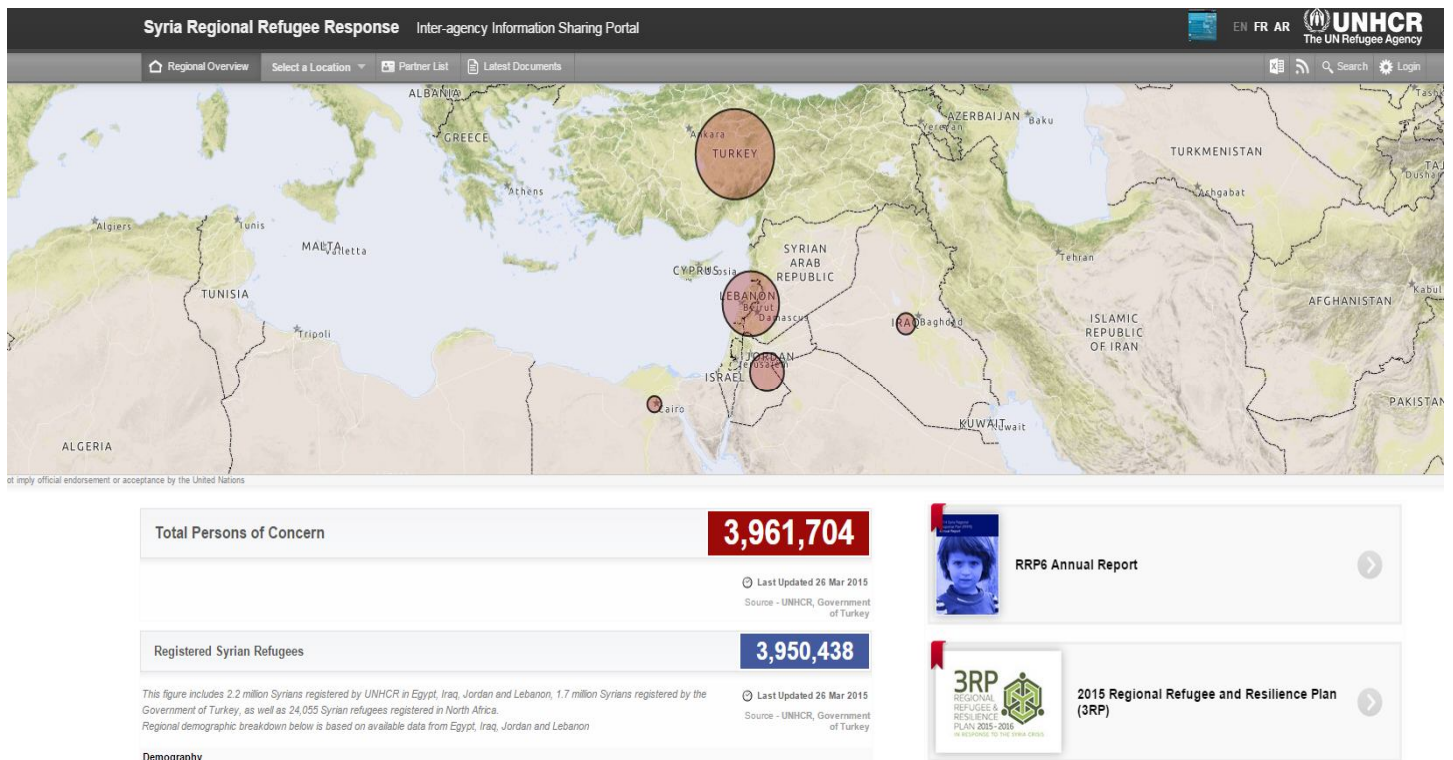 Syria Regional Refugee Response Inter-agency Information Sharing Portal
EN FR AR
UNHCR
The UN Refugee Agency
Regional Overview Select a Location Partner List Latest Documents Search Login
ALBANIA
GREECE
Athens
Ankara
TURKEY
AZERBAIJAN Baku
Yerevan
TURKMENISTAN
Ashgabat
Algiers
Tunis
MALTA
Valletta
TUNISIA
Tripoli
CYPRUS
SYRIAN
ARAB
REPUBLIC
LEBANON
Beirut
Damascus
IRAQ Baghdad
Tehran
ISLAMIC
REPUBLIC
OF IRAN
AFGHANISTAN
Kabul
JORDAN
Jerusalem
ISRAEL
Cairo
KUWAIT
Kuwait
PAKISTAN
ALGERIA
ot imply official endorsement or acceptance by the United Nations
Total Persons of Concern 3,961,704
Last Updated 26 Mar 2015
Source - UNHCR, Government
of Turkey
Registered Syrian Refugees 3,950,438
This figure includes 2.2 million Syrians registered by UNHCR in Egypt, Iraq, Jordan and Lebanon, 1.7 million Syrians registered by the
Government of Turkey, as well as 24,055 Syrian refugees registered in North Africa.
Regional demographic breakdown below is based on available data from Egypt, Iraq, Jordan and Lebanon
Last Updated 26 Mar 2015
Source - UNHCR, Government
of Turkey
Demography
RRP6 Annual Report
3RP
REGIONAL
REFUGEE &
RESILIENCE
PLAN 2015-2016
IN RESPONSE TO THE SYRIA CRISIS
2015 Regional Refugee and Resilience Plan
(3RP)